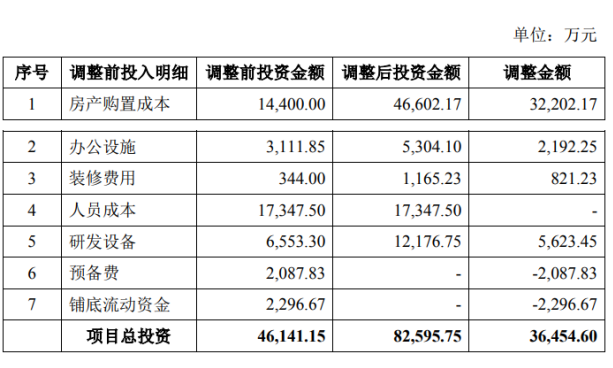 单位：万元
序号 调整前投入明细 调整前投资金额 调整后投资金额 调整金额
1 房产购置成本 14,400.00 46,602.17 32,202.17
2 办公设施 3,111.85 5,304.10 2,192.25
3 装修费用 344.00 1,165.23 821.23
4 人员成本 17,347.50 17,347.50 -
5 研发设备 6,553.30 12,176.75 5,623.45
6 预备费 2,087.83 - -2,087.83
7 铺底流动资金 2,296.67 - -2,296.67
项目总投资 46,141.15 82,595.75 36,454.60